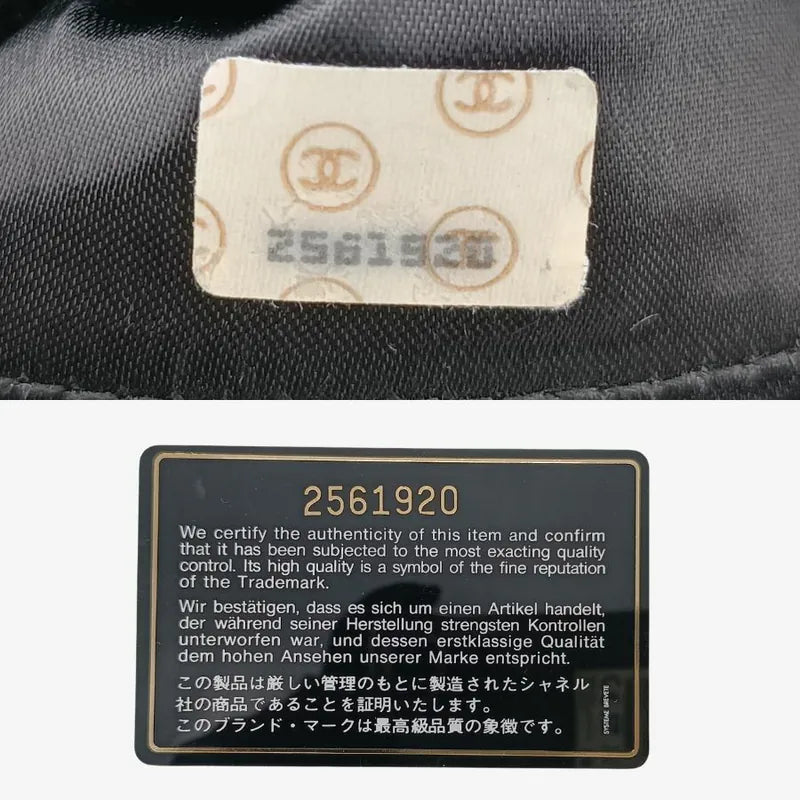 2561920
2561920
We certify the authenticity of this item and confirm
that it has been subjected to the most exacting quality
control. Its high quality is a symbol of the fine reputation
of the Trademark.
Wir bestätigen, dass es sich um einen Artikel handelt,
der während seiner Herstellung strengsten Kontrollen
unterworfen war, und dessen erstklassige Qualität
dem hohen Ansehen unserer Marke entspricht.
この製品は厳しい管理のもとに製造されたシャネル
社の商品であることを証明いたします。
このブランド・マークは最高級品質の象徴です。
SYSTEME BREVETE